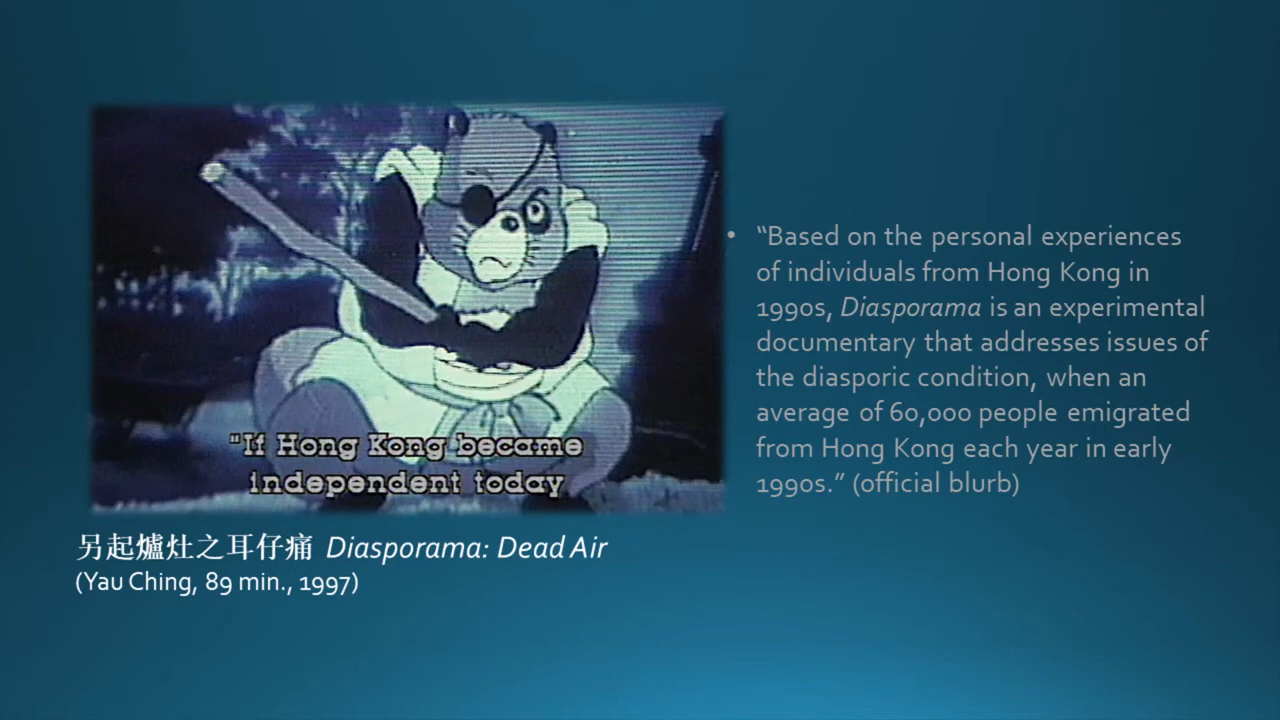 "If Hong Kong became
independent today
另起爐灶之耳仔痛 Diasporama: Dead Air
(Yau Ching, 89 min., 1997)
• “Based on the personal experiences
of individuals from Hong Kong in
1990s, Diasporama is an experimental
documentary that addresses issues of
the diasporic condition, when an
average of 60,000 people emigrated
from Hong Kong each year in early
1990s.” (official blurb)